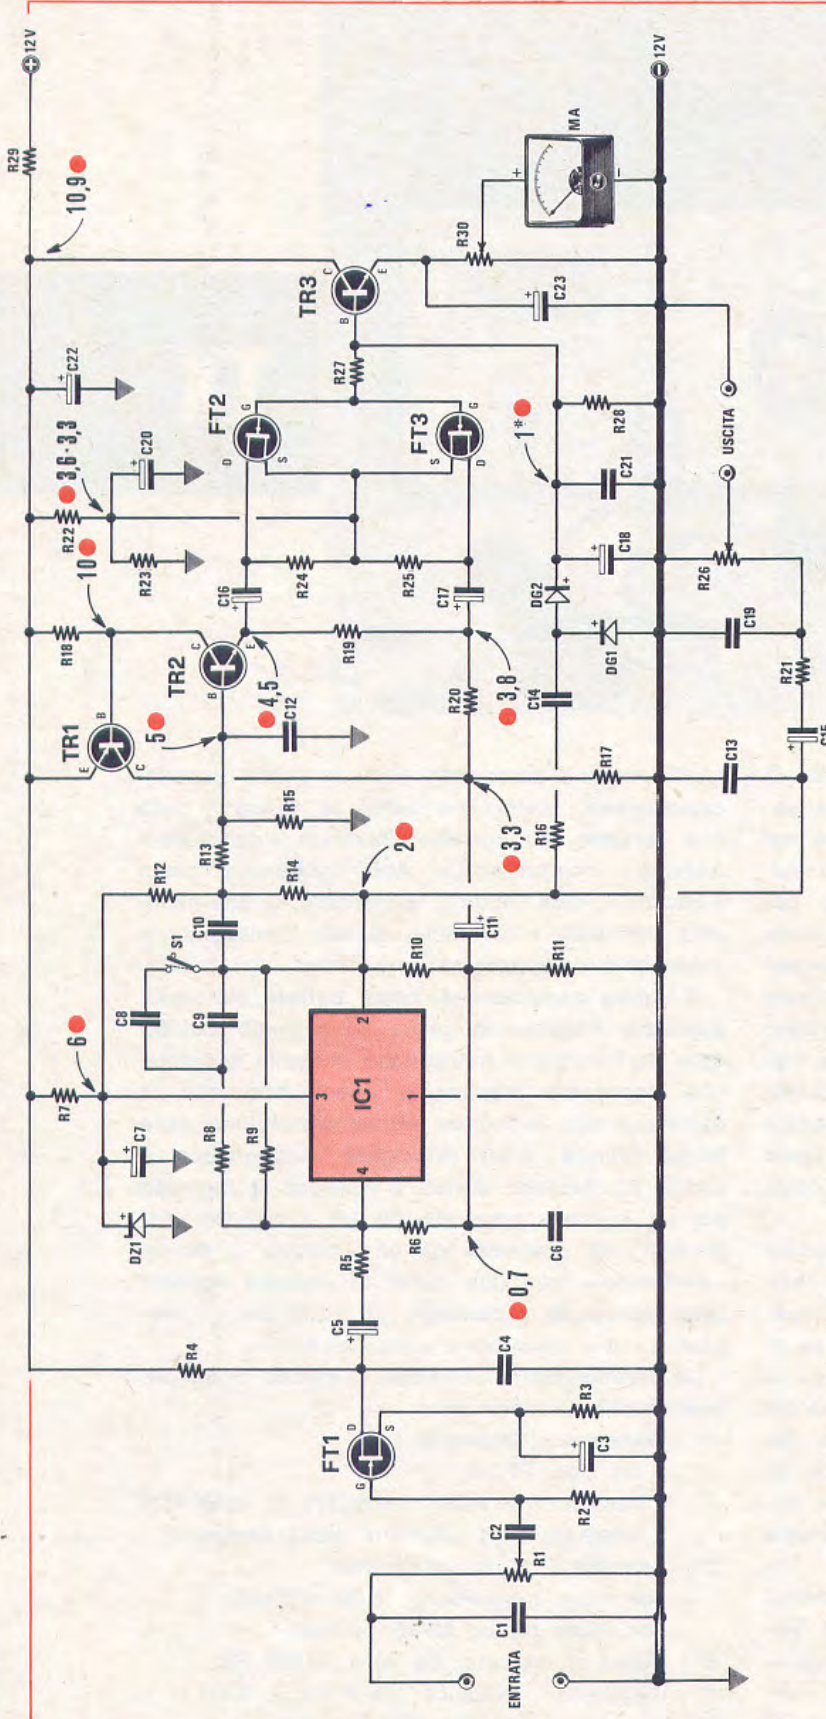 12V
R29
10,9
C22
3,6-3,3
C20
R22
R23
10
R18
TR1
E
B
C
TR2
C
B
E
5
4,5
C12
C16
R24
R25
C17
R19
R20
3,8
3,3
FT2
D
G
S
FT3
S
G
D
R27
TR3
C
B
E
R30
MA
+
-
C23
12V
1*
R28
C21
C18
DG2
DG1
C14
R16
R17
USCITA
R26
C19
R21
C15
C13
R12
R13
R15
R14
C10
S1
C8
C9
2
C11
R10
R11
R7
6
C7
DZ1
R8
R9
IC1
3
2
4
1
R5
R6
0,7
C6
R4
C5
C4
FT1
D
G
S
R3
C3
R2
C2
R1
C1
ENTRATA